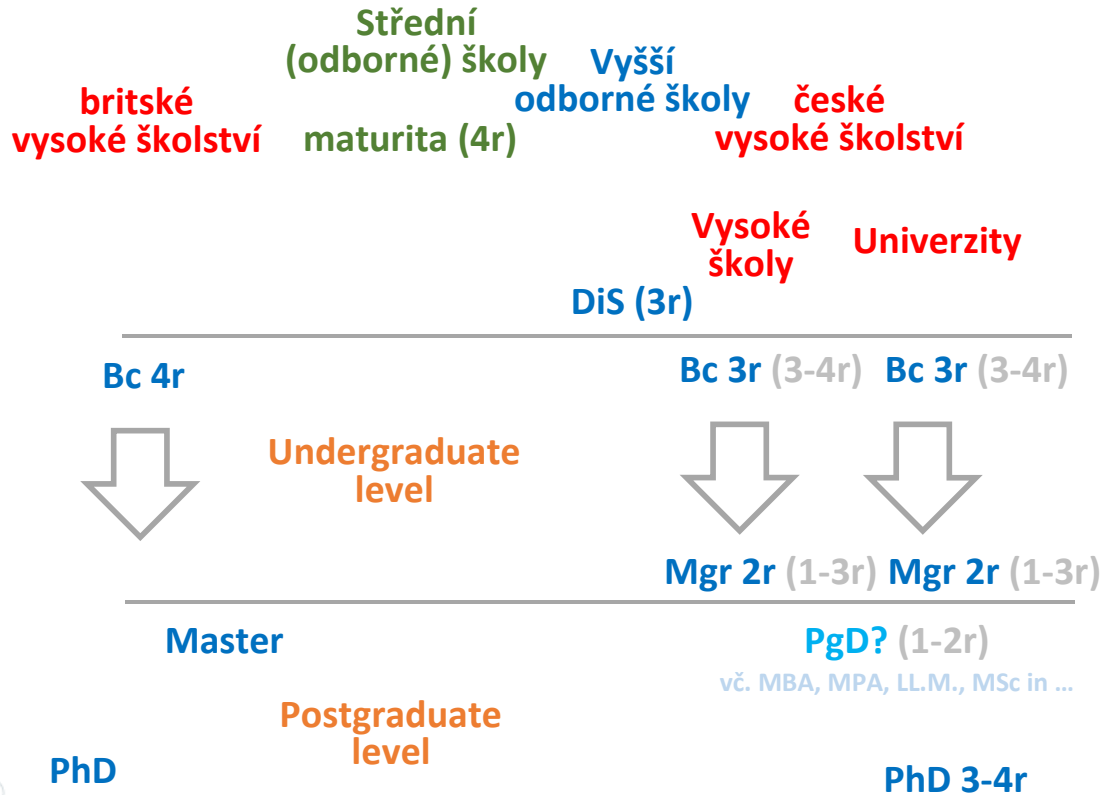 Střední
(odborné) školy
Vyšší
odborné školy
britské
vysoké školství
maturita (4r)
české
vysoké školství
Vysoké
školy
Univerzity
DiS (3r)
Bc 4r
Bc 3r (3-4r)
Bc 3r (3-4r)
Undergraduate
level
Mgr 2r (1-3r)
Mgr 2r (1-3r)
Master
PgD? (1-2r)
vč. MBA, MPA, LL.M., MSc in ...
Postgraduate
level
PhD
PhD 3-4r